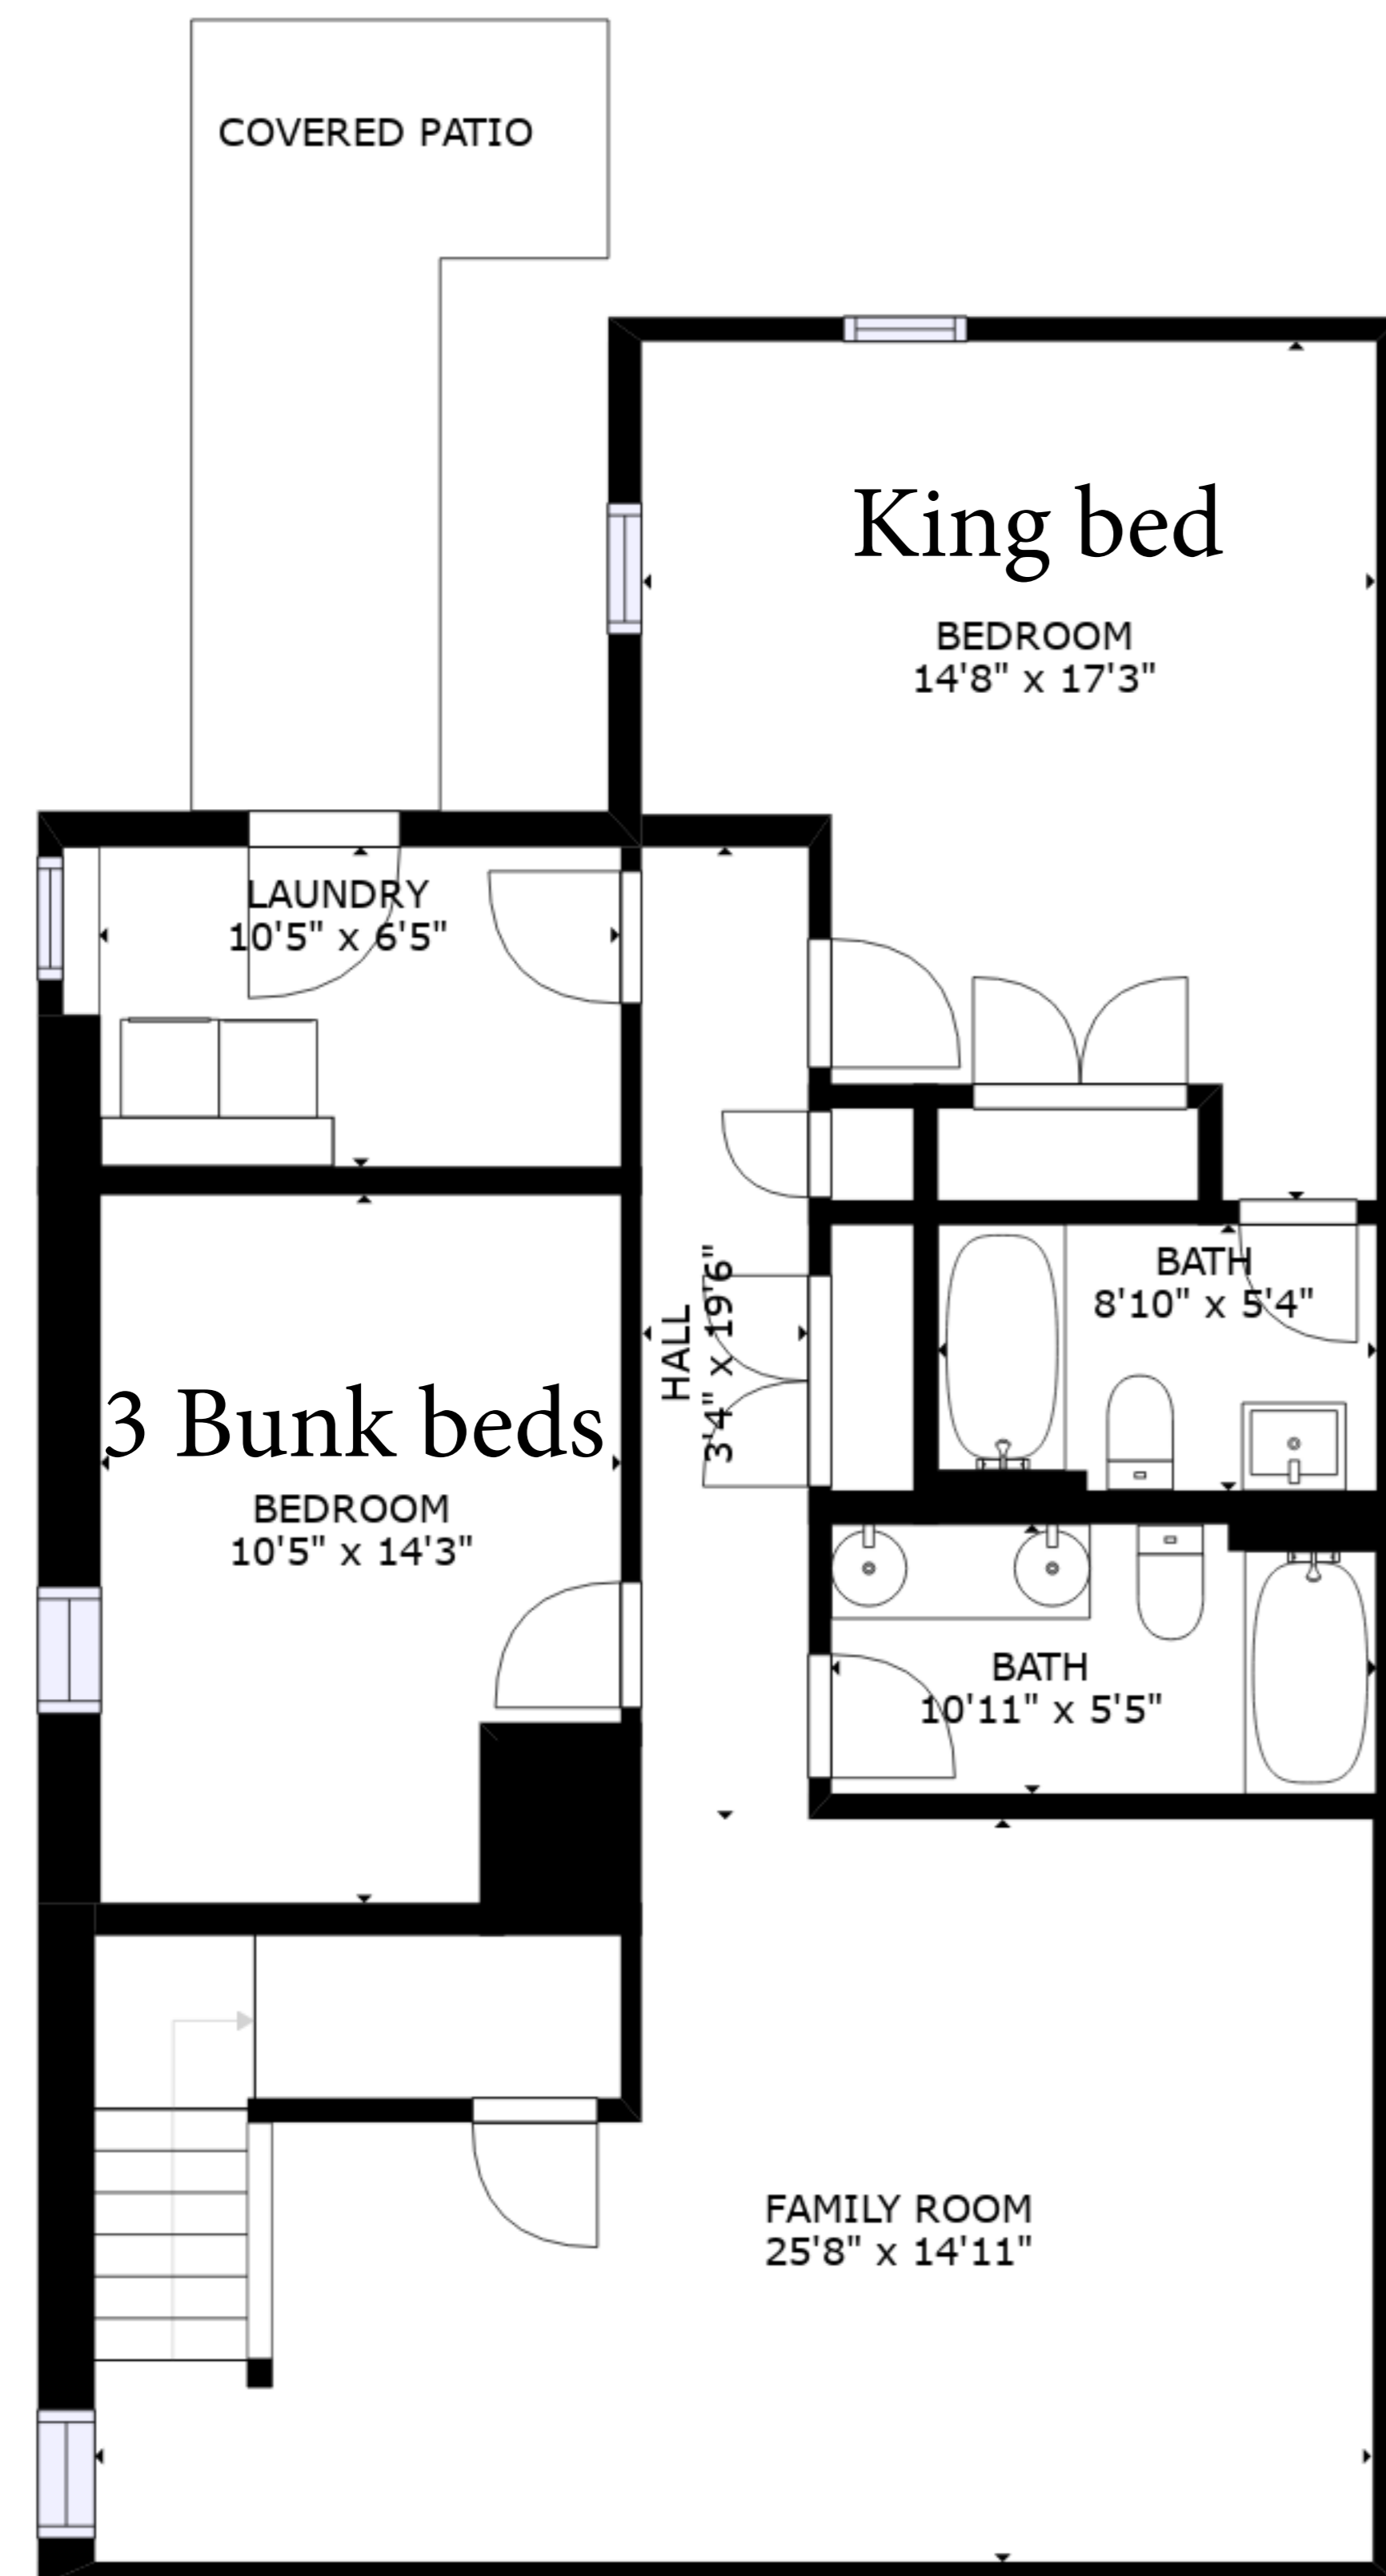 COVERED PATIO
King bed
BEDROOM
14'8" x 17'3"
LAUNDRY
10'5" x 6'5"
BATH
8'10" x 5'4"
HALL
3'4" x 19'6"
3 Bunk beds
BEDROOM
10'5" x 14'3"
BATH
10'11" x 5'5"
FAMILY ROOM
25'8" x 14'11"